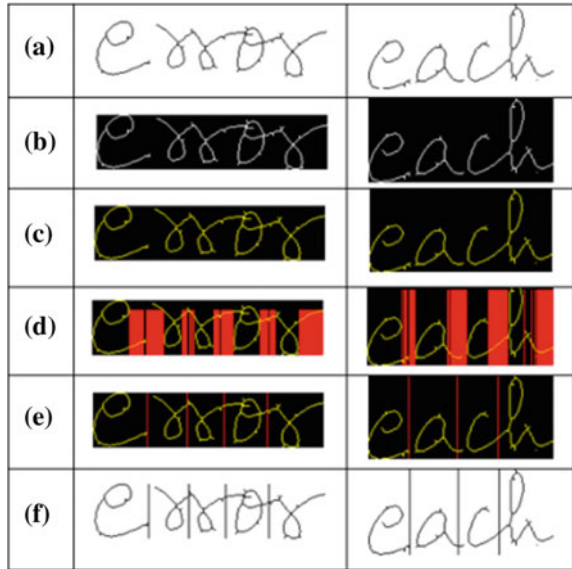 (a) error each
(b) error each
(c) error each
(d) error each
(e) error each
(f) error each